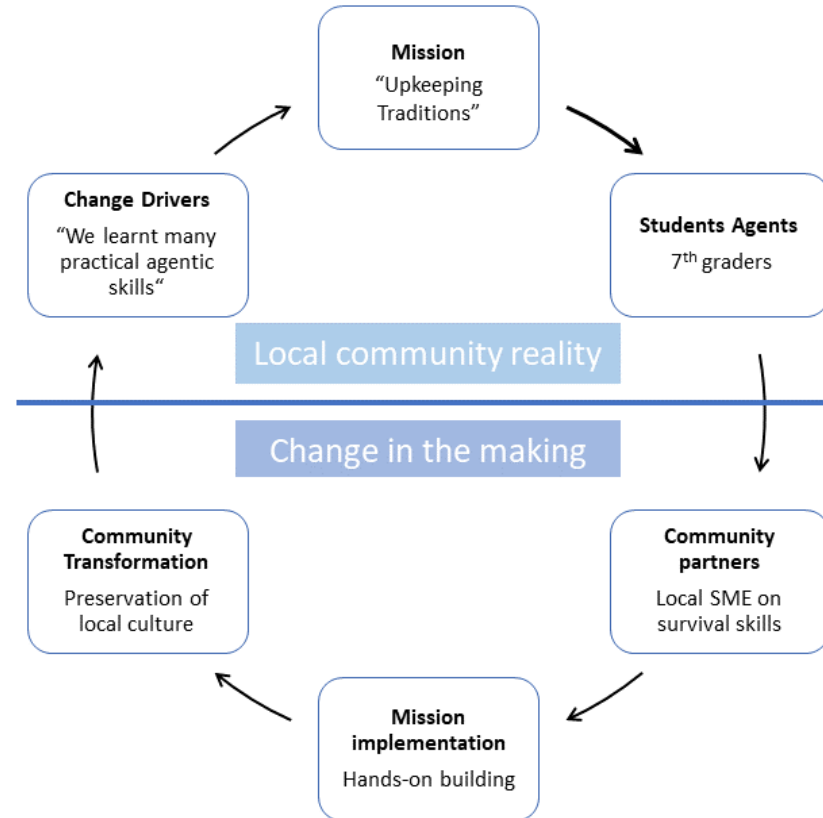 Mission
“Upkeeping
Traditions”
Change Drivers
“We learnt many
practical agentic
skills“
Students Agents
7th graders
Local community reality
Change in the making
Community
Transformation
Preservation of
local culture
Community
partners
Local SME on
survival skills
Mission
implementation
Hands-on building